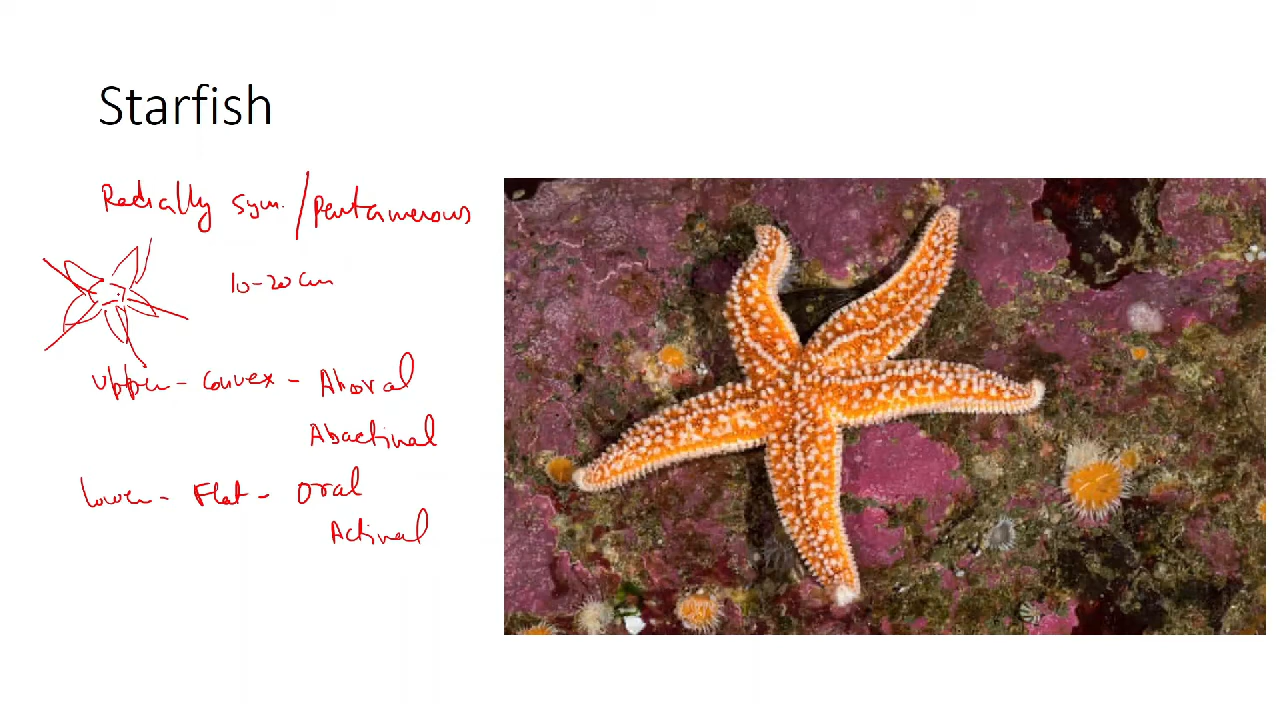 Starfish
Radially sym. / Pentamerous
10-20 cm
Upper - convex - Aboral
Abactinal
Lower - Flat - Oral
Actinal